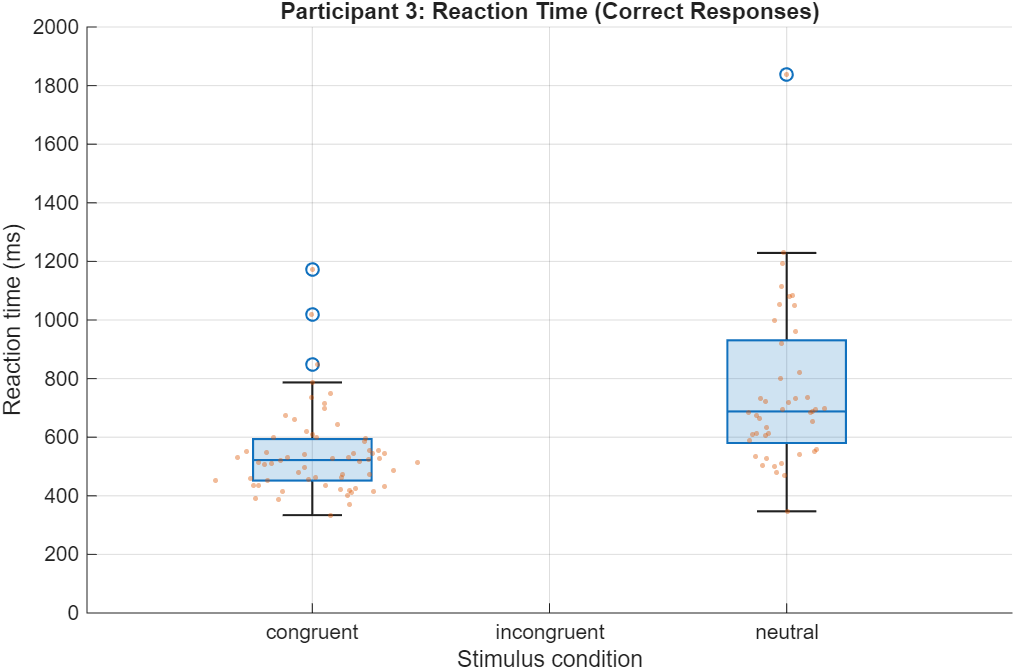 Participant 3: Reaction Time (Correct Responses)
2000
1800
1600
1400
1200
1000
800
600
400
200
0
Reaction time (ms)
congruent incongruent neutral
Stimulus condition